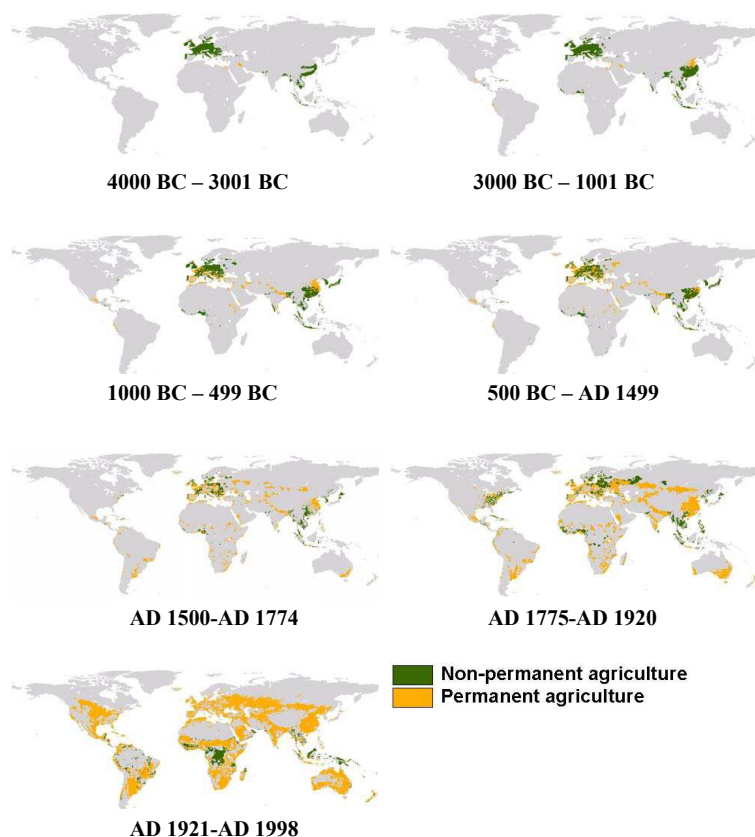 4000 BC – 3001 BC
3000 BC – 1001 BC
1000 BC – 499 BC
500 BC – AD 1499
AD 1500-AD 1774
AD 1775-AD 1920
Non-permanent agriculture
Permanent agriculture
AD 1921-AD 1998